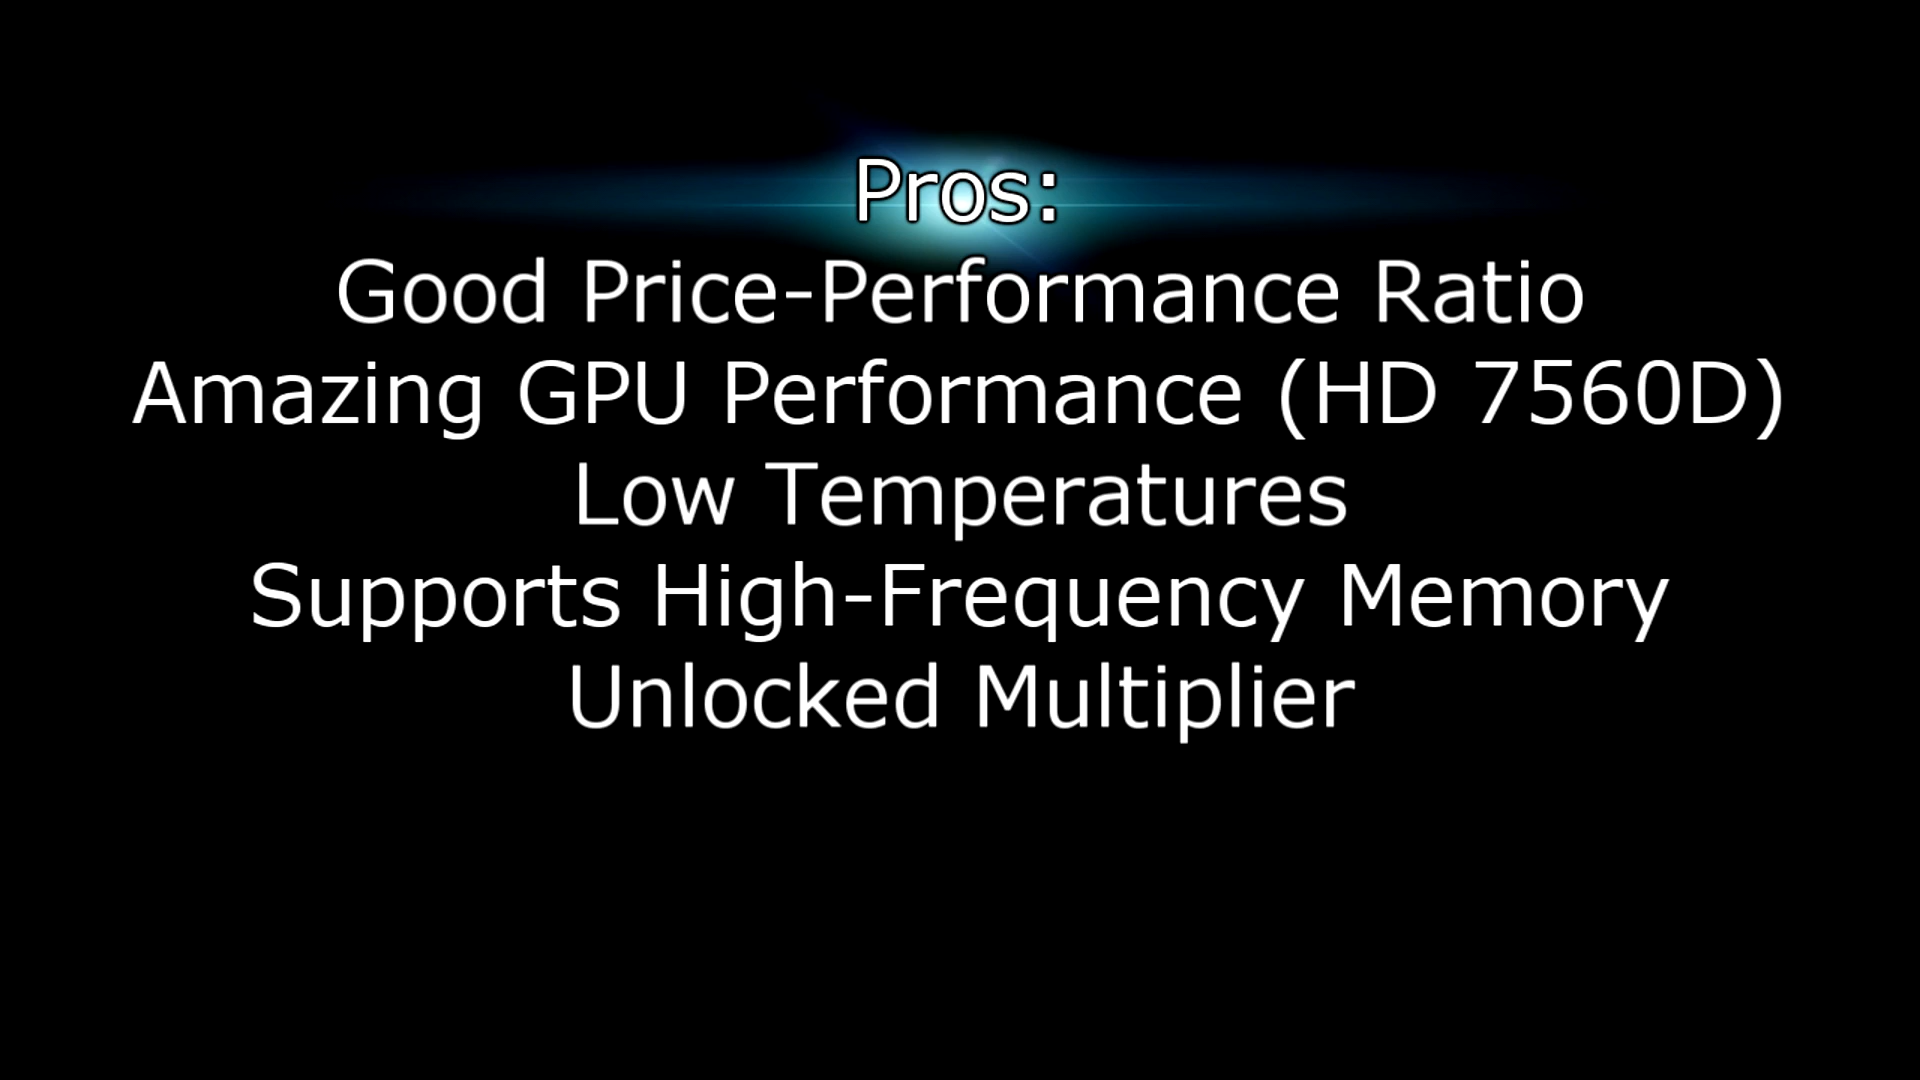 Pros:
Good Price-Performance Ratio
Amazing GPU Performance (HD 7560D)
Low Temperatures
Supports High-Frequency Memory
Unlocked Multiplier